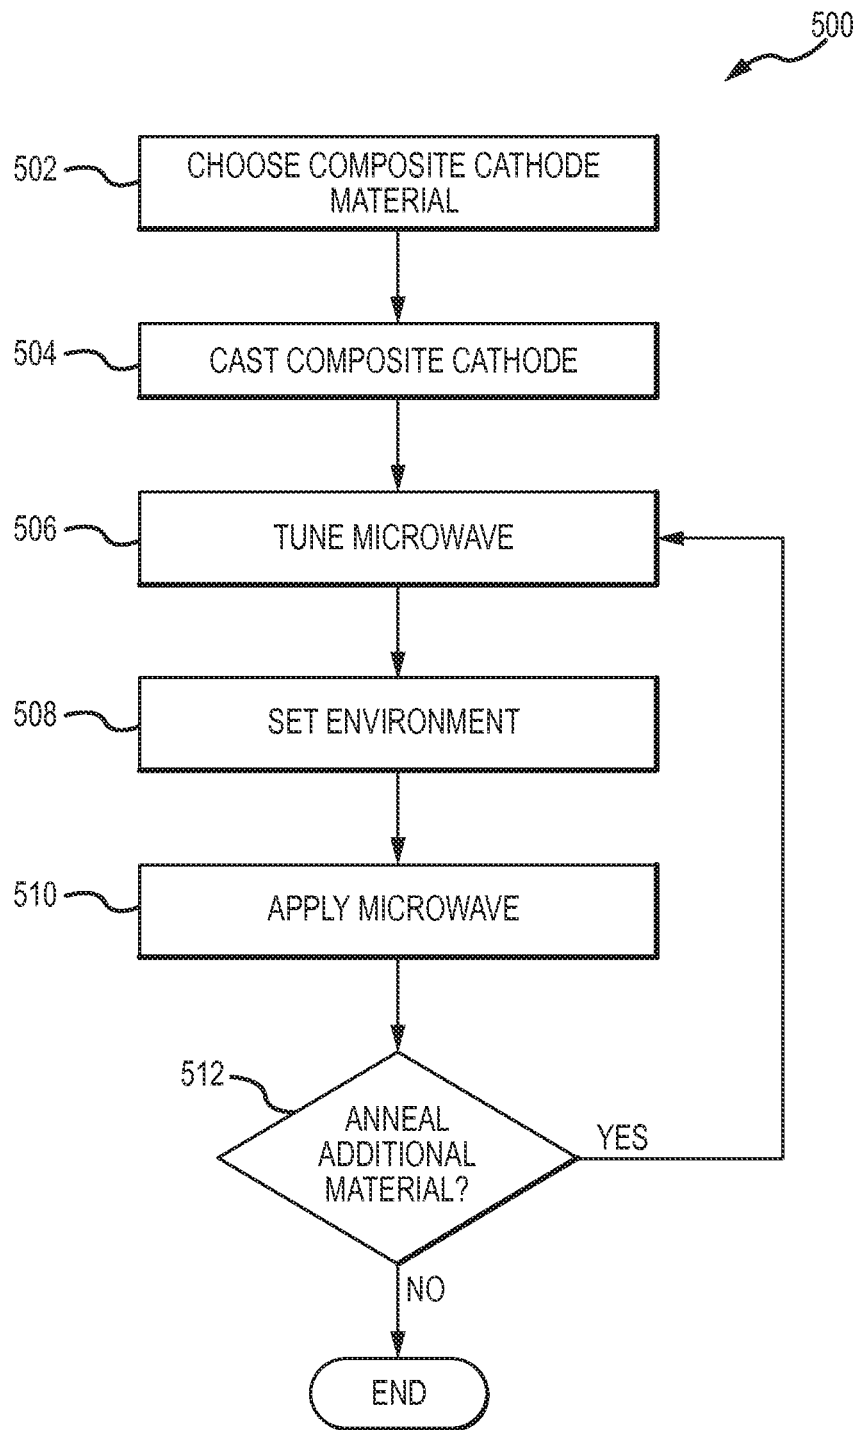 500
502
CHOOSE COMPOSITE CATHODE
MATERIAL
504
CAST COMPOSITE CATHODE
506
TUNE MICROWAVE
508
SET ENVIRONMENT
510
APPLY MICROWAVE
512
ANNEAL
ADDITIONAL
MATERIAL?
YES
NO
END